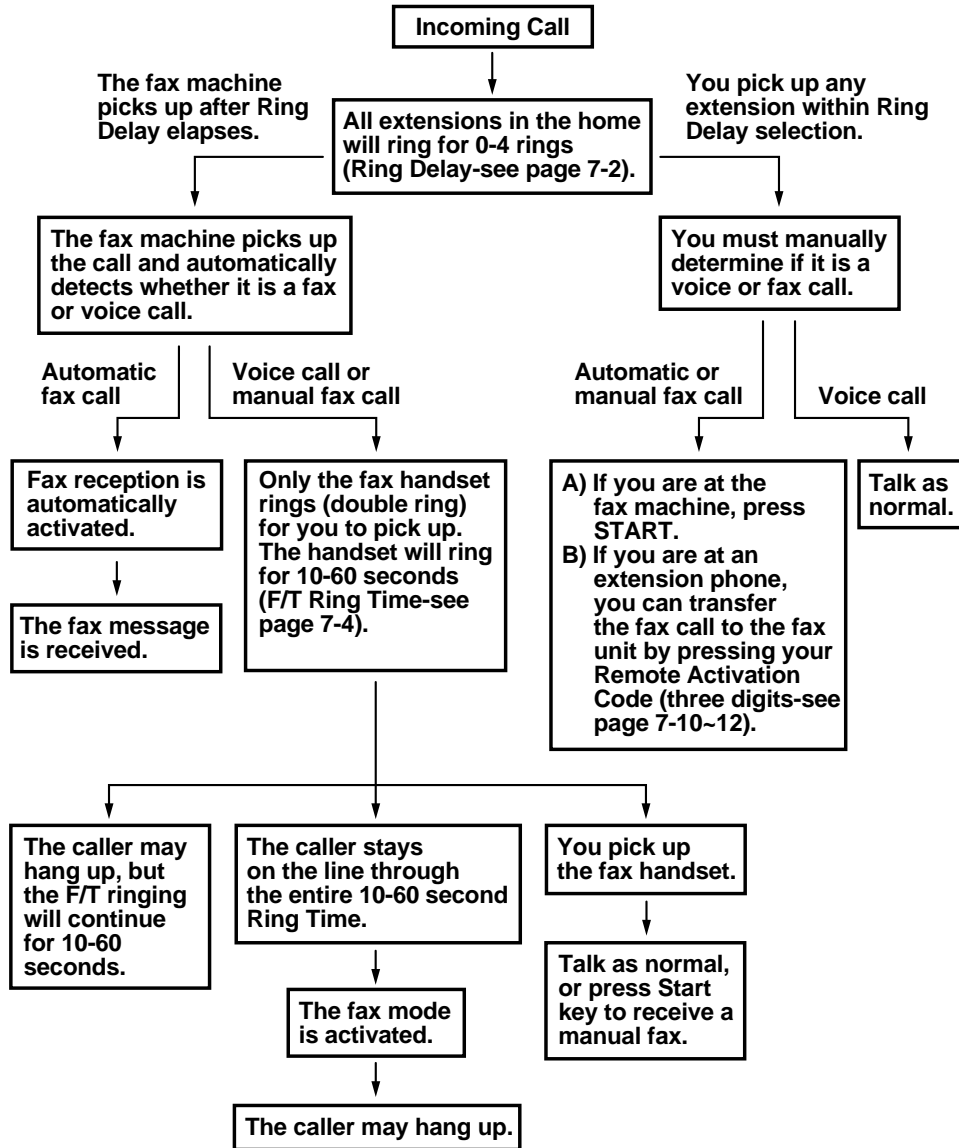 Incoming Call
The fax machine
picks up after Ring
Delay elapses.
You pick up any
extension within Ring
Delay selection.
All extensions in the home
will ring for 0-4 rings
(Ring Delay-see page 7-2).
The fax machine picks up
the call and automatically
detects whether it is a fax
or voice call.
You must manually
determine if it is a
voice or fax call.
Automatic
fax call
Voice call or
manual fax call
Automatic or
manual fax call
Voice call
Fax reception is
automatically
activated.
Only the fax handset
rings (double ring)
for you to pick up.
The handset will ring
for 10-60 seconds
(F/T Ring Time-see
page 7-4).
A) If you are at the
fax machine, press
START.
B) If you are at an
extension phone,
you can transfer
the fax call to the fax
unit by pressing your
Remote Activation
Code (three digits-see
page 7-10~12).
Talk as
normal.
The fax message
is received.
The caller may
hang up, but
the F/T ringing
will continue
for 10-60
seconds.
The caller stays
on the line through
the entire 10-60 second
Ring Time.
You pick up
the fax handset.
The fax mode
is activated.
Talk as normal,
or press Start
key to receive a
manual fax.
The caller may hang up.